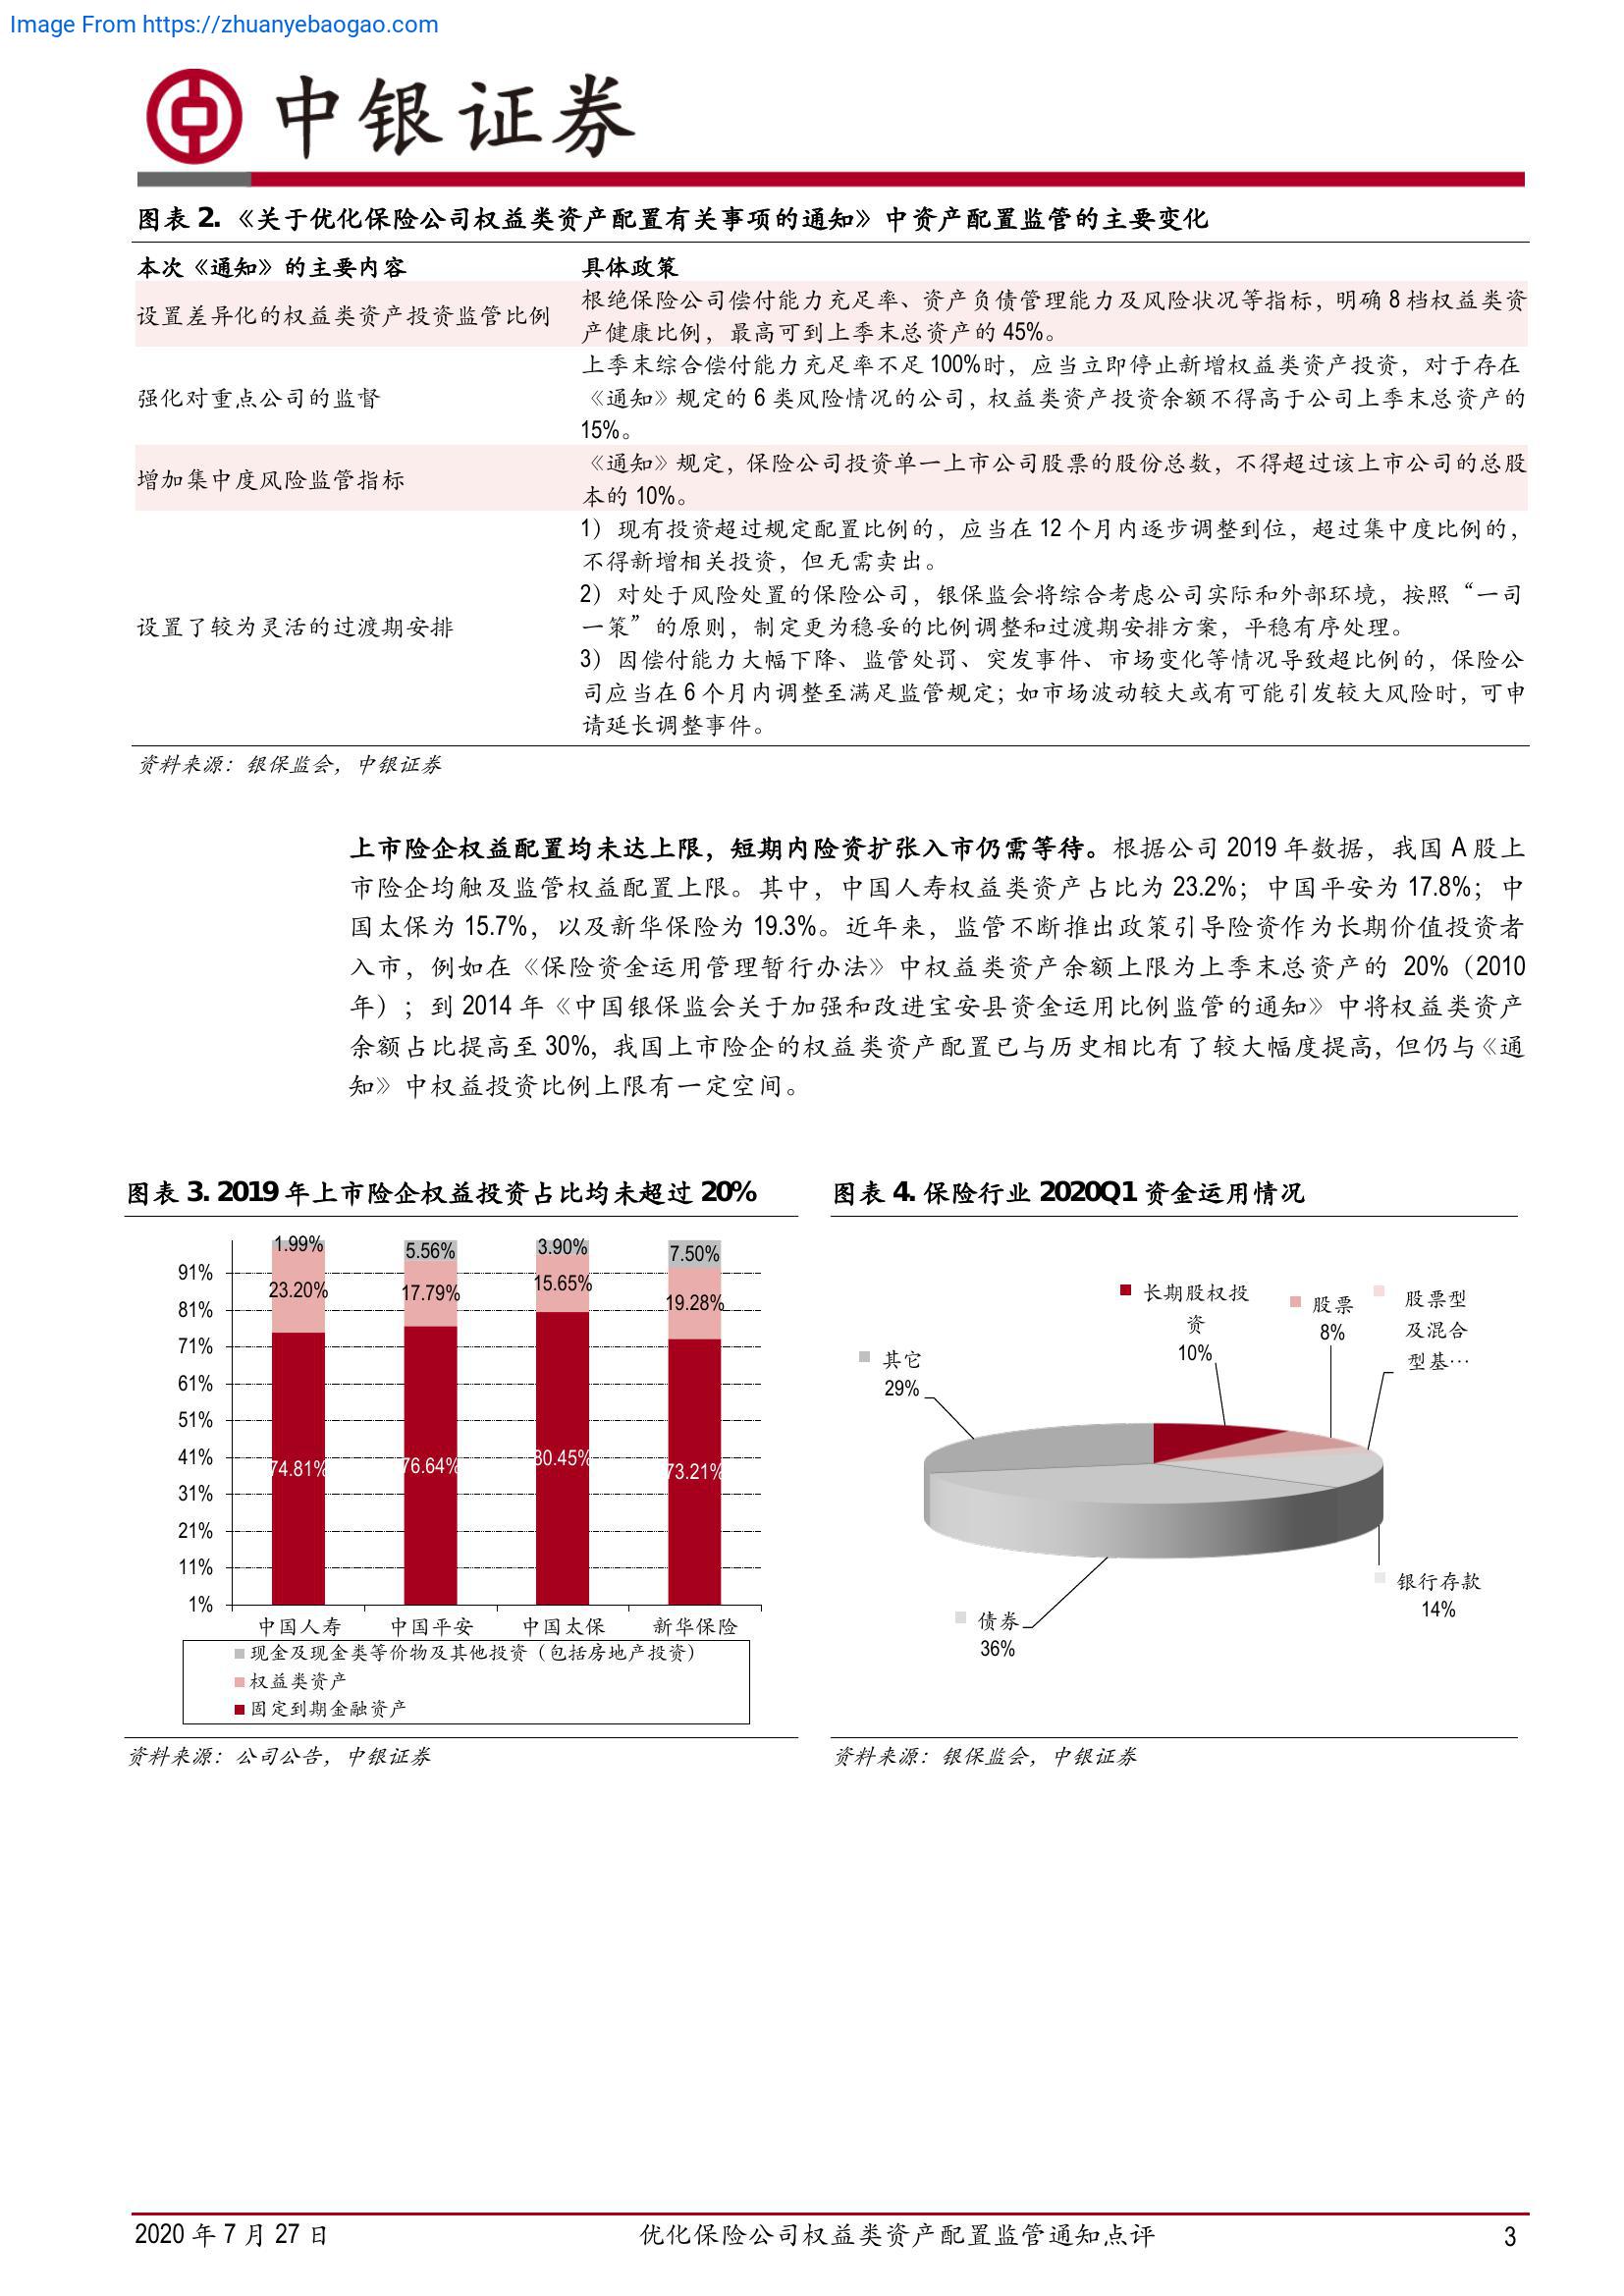 Image From https://zhuanyebaogao.com
中银证券
图表 2. 《关于优化保险公司权益类资产配置有关事项的通知》中资产配置监管的主要变化
本次《通知》的主要内容 具体政策
设置差异化的权益类资产投资监管比例
根绝保险公司偿付能力充足率、资产负债管理能力及风险状况等指标，明确 8 档权益类资
产健康比例，最高可到上季末总资产的 45%。
强化对重点公司的监督
上季末综合偿付能力充足率不足 100%时，应当立即停止新增权益类资产投资，对于存在
《通知》规定的 6 类风险情况的公司，权益类资产投资余额不得高于公司上季末总资产的
15%。
增加集中度风险监管指标
《通知》规定，保险公司投资单一上市公司股票的股份总数，不得超过该上市公司的总股
本的 10%。
设置了较为灵活的过渡期安排
1）现有投资超过规定配置比例的，应当在 12 个月内逐步调整到位，超过集中度比例的，
不得新增相关投资，但无需卖出。
2）对处于风险处置的保险公司，银保监会将综合考虑公司实际和外部环境，按照“一司
一策”的原则，制定更为稳妥的比例调整和过渡期安排方案，平稳有序处理。
3）因偿付能力大幅下降、监管处罚、突发事件、市场变化等情况导致超比例的，保险公
司应当在 6 个月内调整至满足监管规定；如市场波动较大或有可能引发较大风险时，可申
请延长调整事件。
资料来源：银保监会，中银证券
上市险企权益配置均未达上限，短期内险资扩张入市仍需等待。根据公司 2019 年数据，我国 A 股上
市险企均触及监管权益配置上限。其中，中国人寿权益类资产占比为 23.2%；中国平安为 17.8%；中
国太保为 15.7%，以及新华保险为 19.3%。近年来，监管不断推出政策引导险资作为长期价值投资者
入市，例如在《保险资金运用管理暂行办法》中权益类资产余额上限为上季末总资产的 20%（2010
年）；到 2014 年《中国银保监会关于加强和改进宝安县资金运用比例监管的通知》中将权益类资产
余额占比提高至 30%，我国上市险企的权益类资产配置已与历史相比有了较大幅度提高，但仍与《通
知》中权益投资比例上限有一定空间。
图表 3. 2019 年上市险企权益投资占比均未超过 20%
91%
81%
71%
61%
51%
41%
31%
21%
11%
1%
1.99% 5.56% 3.90% 7.50%
23.20% 17.79% 15.65% 19.28%
74.81% 76.64% 80.45% 73.21%
中国人寿 中国平安 中国太保 新华保险
现金及现金类等价物及其他投资（包括房地产投资）
权益类资产
固定到期金融资产
资料来源：公司公告，中银证券
图表 4. 保险行业 2020Q1 资金运用情况
长期股权投
资
10%
股票
8%
股票型
及混合
型基…
其它
29%
银行存款
14%
债券
36%
资料来源：银保监会，中银证券
2020 年 7 月 27 日 优化保险公司权益类资产配置监管通知点评 3